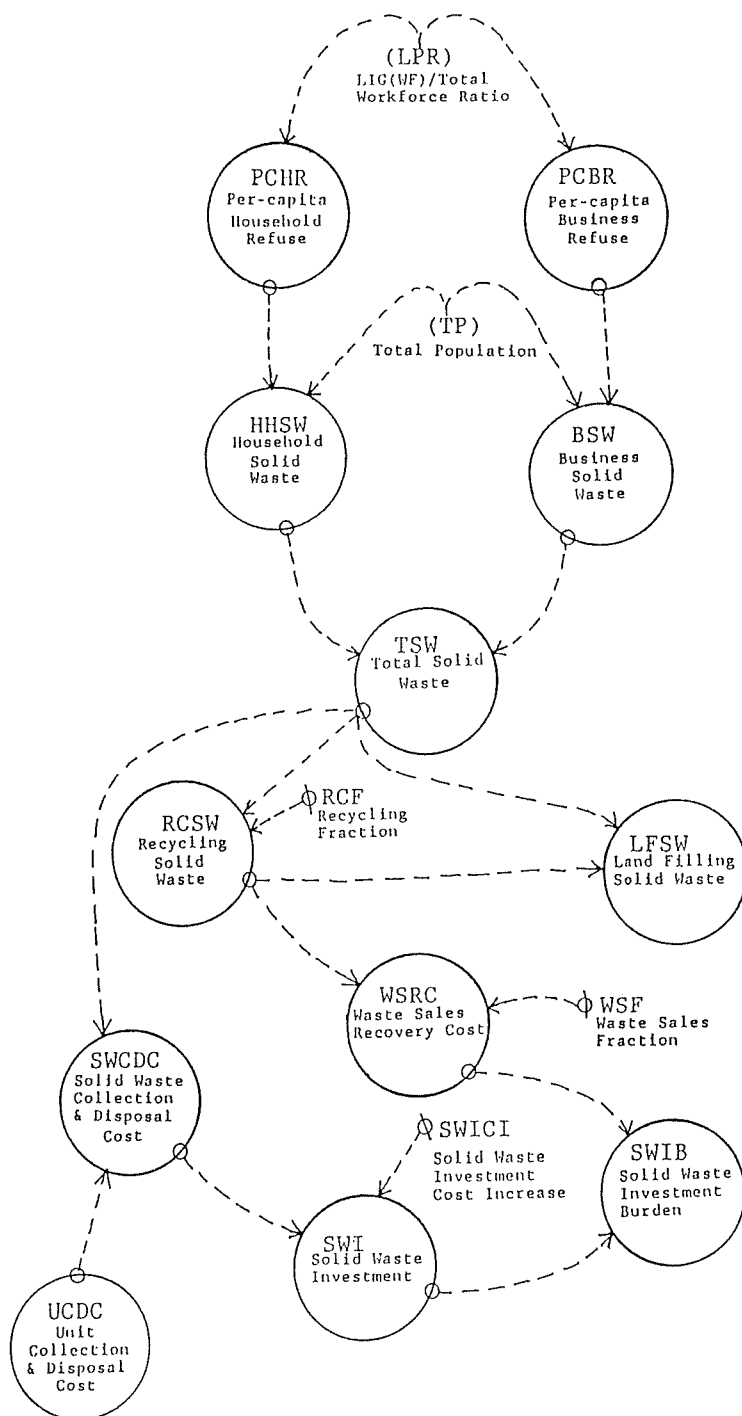 (LPR)
LIG(WF)/Total
Workforce Ratio
PCHR
Per-capita
Household
Refuse
PCBR
Per-capita
Business
Refuse
(TP)
Total Population
HHSW
Household
Solid
Waste
BSW
Business
Solid
Waste
TSW
Total Solid
Waste
RCSW
Recycling
Solid
Waste
RCF
Recycling
Fraction
LFSW
Land Filling
Solid Waste
WSRC
Waste Sales
Recovery Cost
WSF
Waste Sales
Fraction
SWCDC
Solid Waste
Collection
& Disposal
Cost
SWICI
Solid Waste
Investment
Cost Increase
SWIB
Solid Waste
Investment
Burden
SWI
Solid Waste
Investment
UCDC
Unit
Collection
& Disposal
Cost